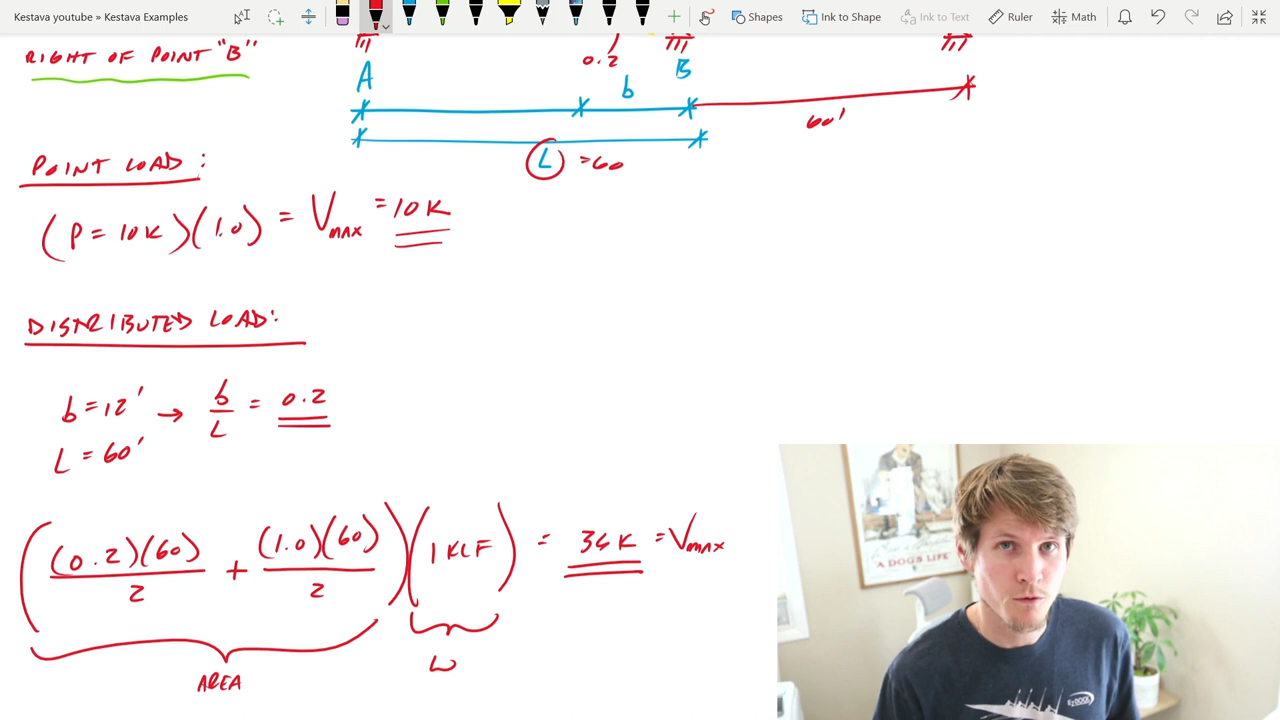 Kestava youtube » Kestava Examples
Shapes
Ink to Shape
Ink to Text
Ruler
Math
RIGHT OF POINT "B"
0.2
A
b
B
60'
L =60
POINT LOAD:
(P=10K)(1.0) = VMAX = 10K
DISTRIBUTED LOAD:
b=12' → b/L = 0.2
L = 60'
((0.2)(60)/2 + (1.0)(60)/2)(1 KLF) = 36K = VMAX
AREA
W
A DOG'S LIFE
EZDOCK